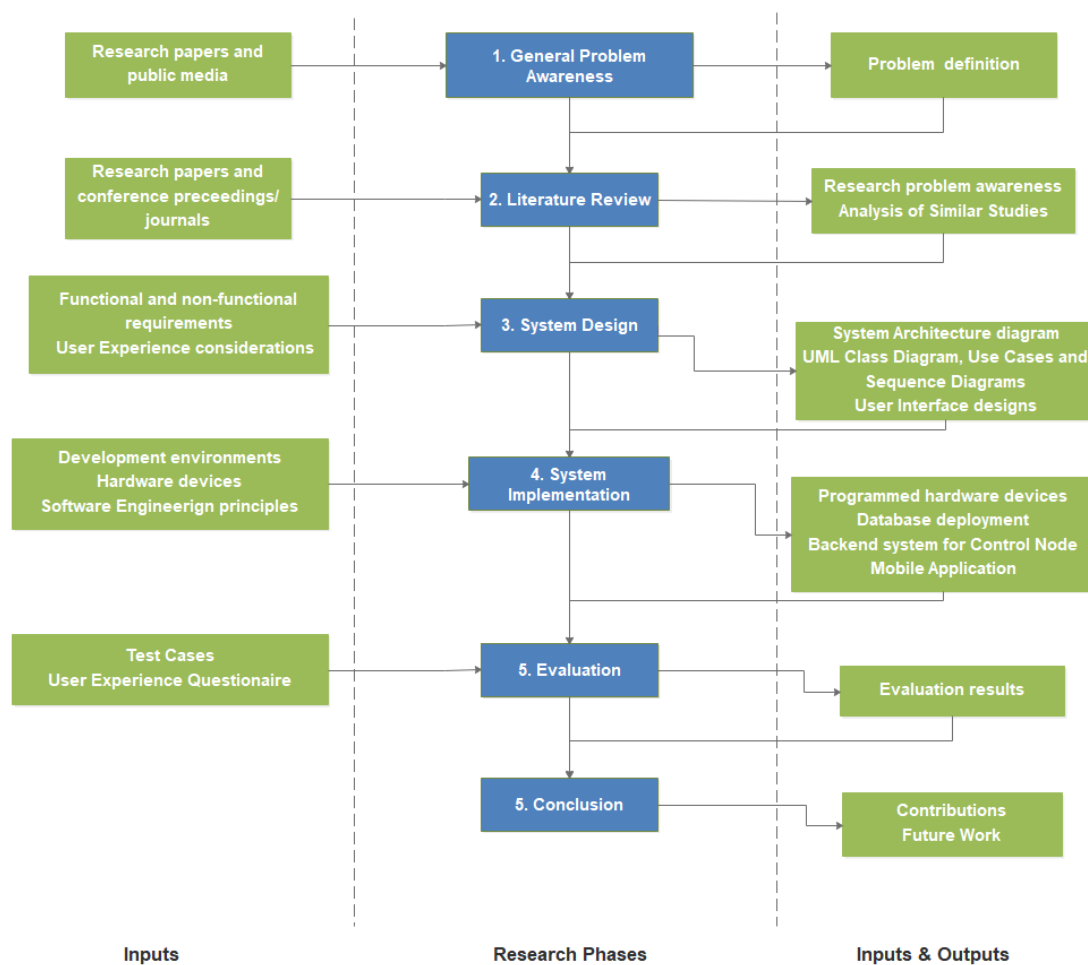 Research papers and
public media
1. General Problem
Awareness
Problem definition
Research papers and
conference preceedings/
journals
2. Literature Review
Research problem awareness
Analysis of Similar Studies
Functional and non-functional
requirements
User Experience considerations
3. System Design
System Architecture diagram
UML Class Diagram, Use Cases and
Sequence Diagrams
User Interface designs
Development environments
Hardware devices
Software Engineerign principles
4. System
Implementation
Programmed hardware devices
Database deployment
Backend system for Control Node
Mobile Application
Test Cases
User Experience Questionaire
5. Evaluation
Evaluation results
5. Conclusion
Contributions
Future Work
Inputs
Research Phases
Inputs & Outputs